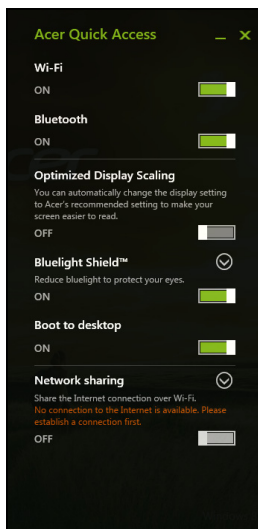 Acer Quick Access
Wi-Fi
ON
Bluetooth
ON
Optimized Display Scaling
You can automatically change the display setting
to Acer's recommended setting to make your
screen easier to read.
OFF
Bluelight Shield™
Reduce bluelight to protect your eyes.
ON
Boot to desktop
ON
Network sharing
Share the Internet connection over Wi-Fi.
No connection to the Internet is available. Please
establish a connection first.
OFF